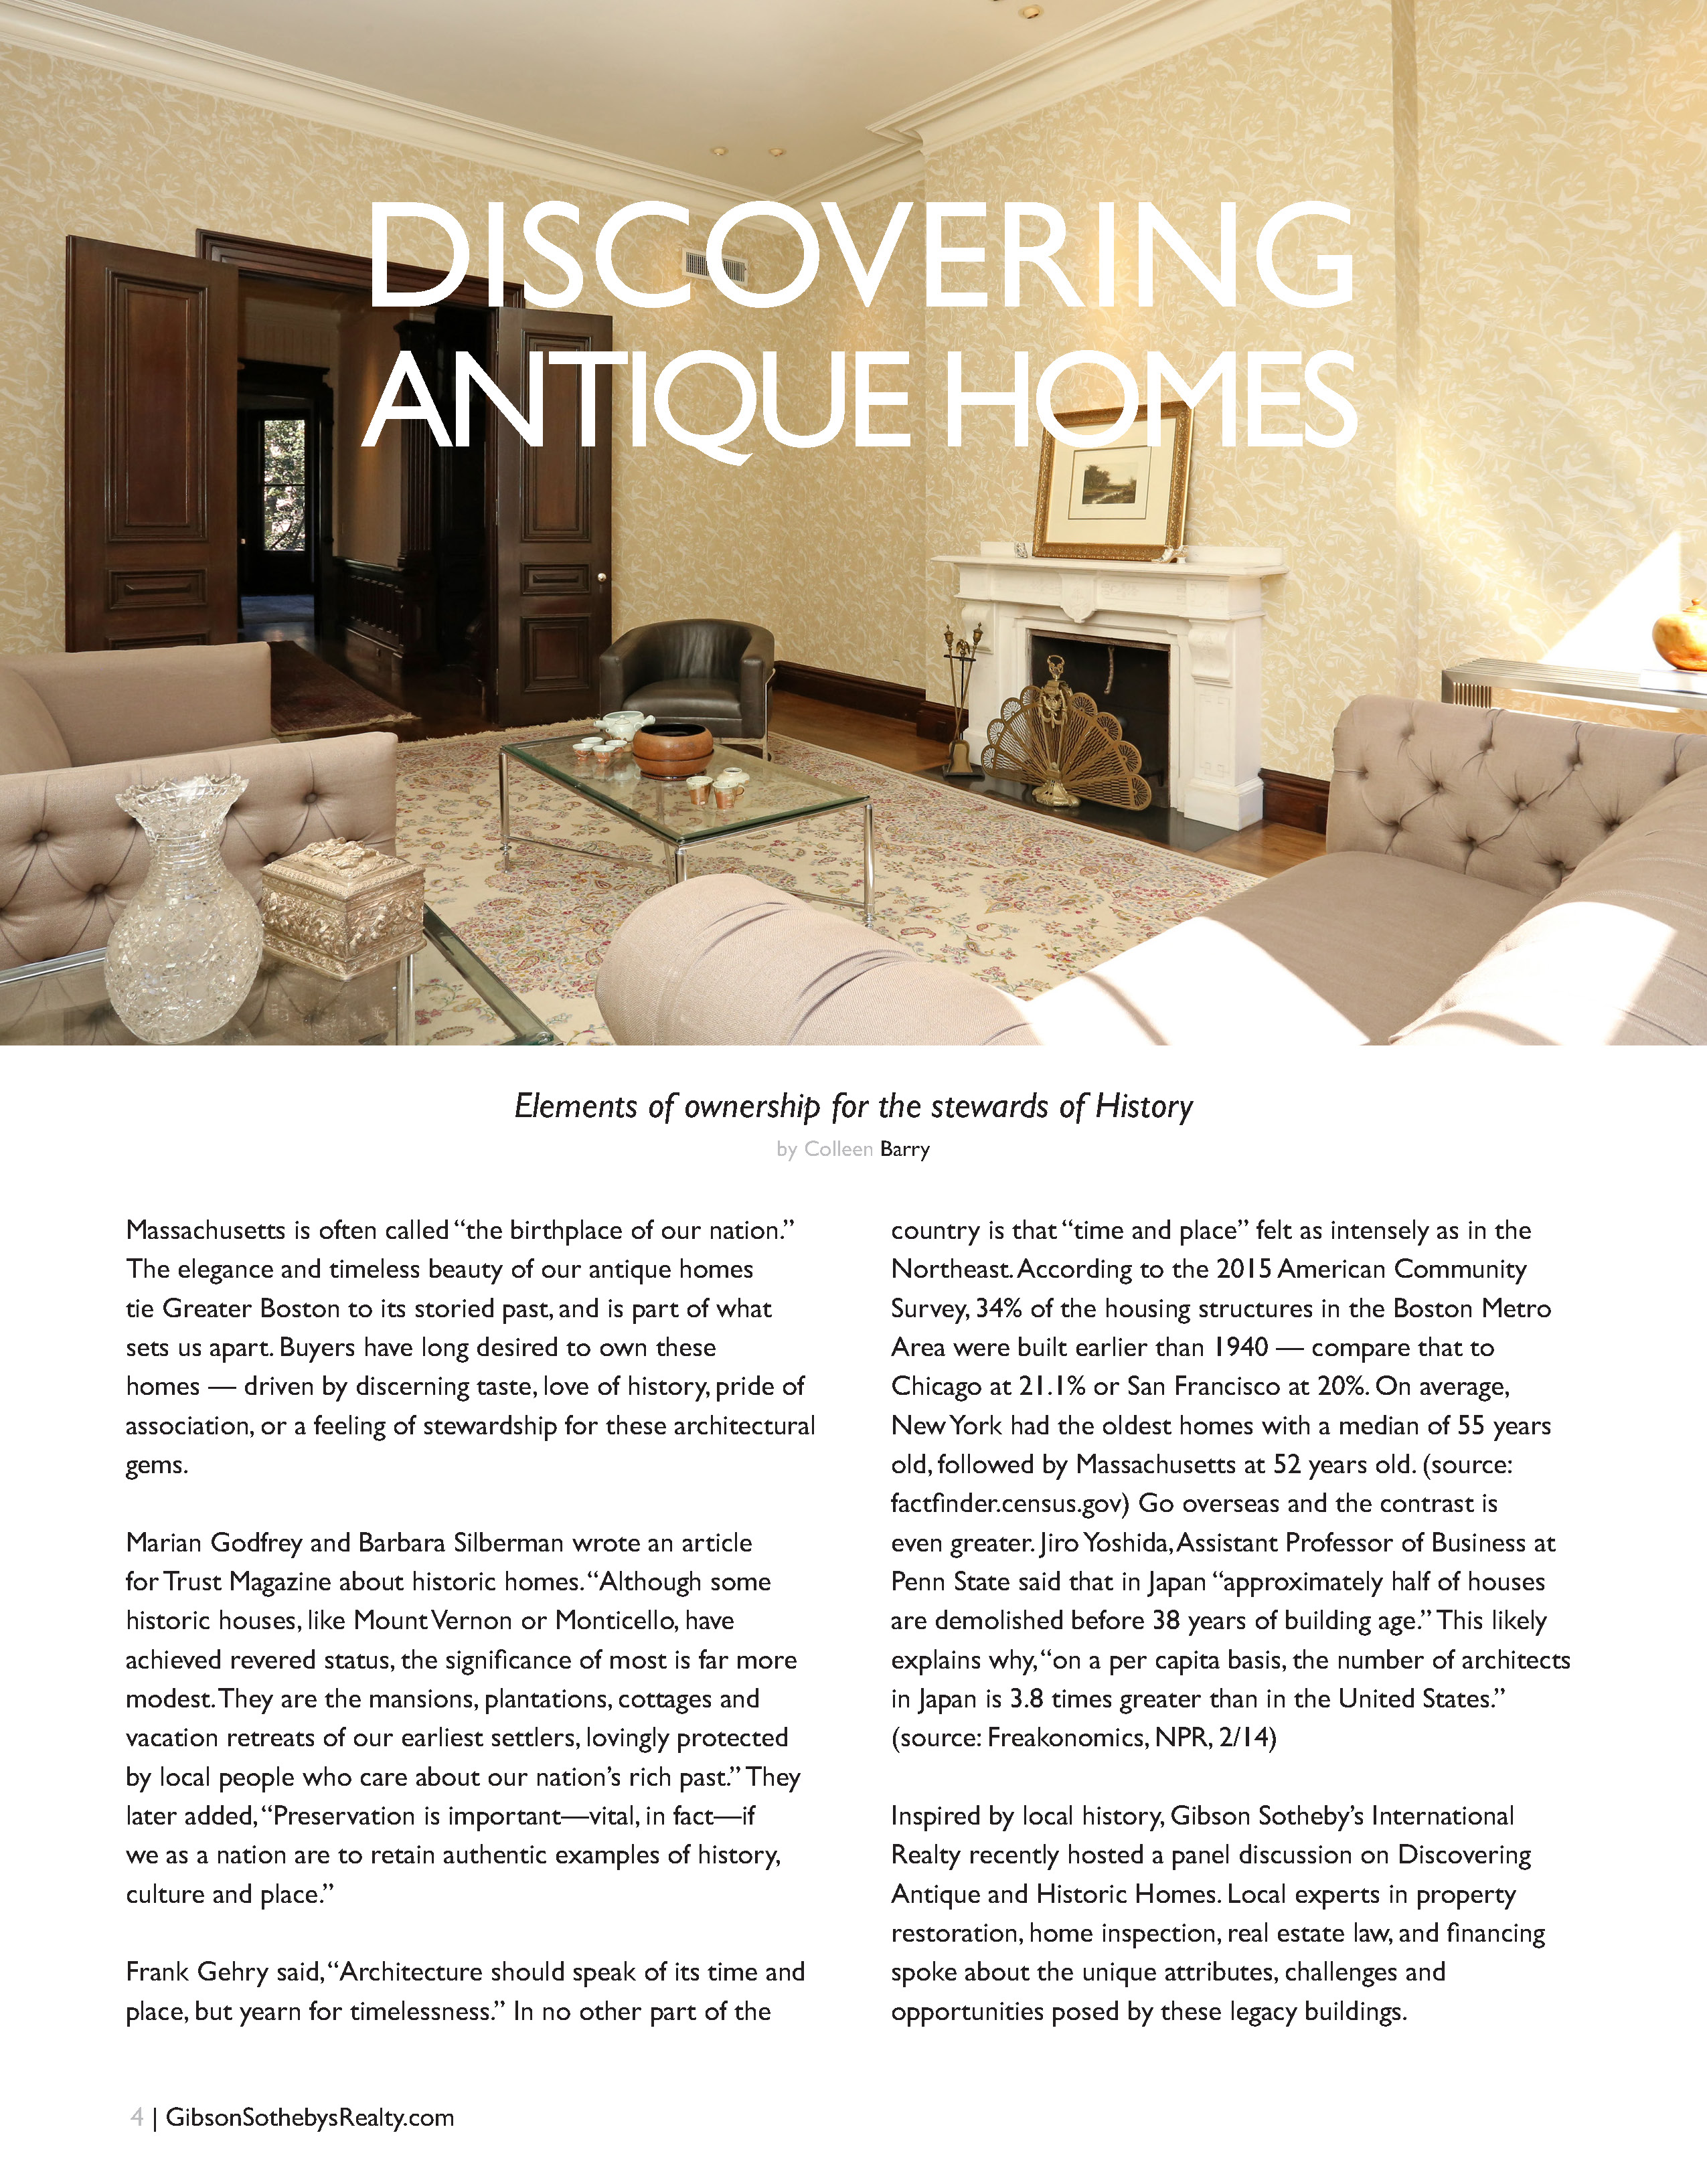 DISCOVERING
ANTIQUE HOMES
Elements of ownership for the stewards of History
by Colleen Barry
Massachusetts is often called “the birthplace of our nation.”
The elegance and timeless beauty of our antique homes
tie Greater Boston to its storied past, and is part of what
sets us apart. Buyers have long desired to own these
homes — driven by discerning taste, love of history, pride of
association, or a feeling of stewardship for these architectural
gems.
Marian Godfrey and Barbara Silberman wrote an article
for Trust Magazine about historic homes. “Although some
historic houses, like Mount Vernon or Monticello, have
achieved revered status, the significance of most is far more
modest. They are the mansions, plantations, cottages and
vacation retreats of our earliest settlers, lovingly protected
by local people who care about our nation’s rich past.” They
later added, “Preservation is important—vital, in fact—if
we as a nation are to retain authentic examples of history,
culture and place.”
Frank Gehry said, “Architecture should speak of its time and
place, but yearn for timelessness.” In no other part of the
country is that “time and place” felt as intensely as in the
Northeast. According to the 2015 American Community
Survey, 34% of the housing structures in the Boston Metro
Area were built earlier than 1940 — compare that to
Chicago at 21.1% or San Francisco at 20%. On average,
New York had the oldest homes with a median of 55 years
old, followed by Massachusetts at 52 years old. (source:
factfinder.census.gov) Go overseas and the contrast is
even greater. Jiro Yoshida, Assistant Professor of Business at
Penn State said that in Japan “approximately half of houses
are demolished before 38 years of building age.” This likely
explains why, “on a per capita basis, the number of architects
in Japan is 3.8 times greater than in the United States.”
(source: Freakonomics, NPR, 2/14)
Inspired by local history, Gibson Sotheby’s International
Realty recently hosted a panel discussion on Discovering
Antique and Historic Homes. Local experts in property
restoration, home inspection, real estate law, and financing
spoke about the unique attributes, challenges and
opportunities posed by these legacy buildings.
4 | GibsonSothebysRealty.com